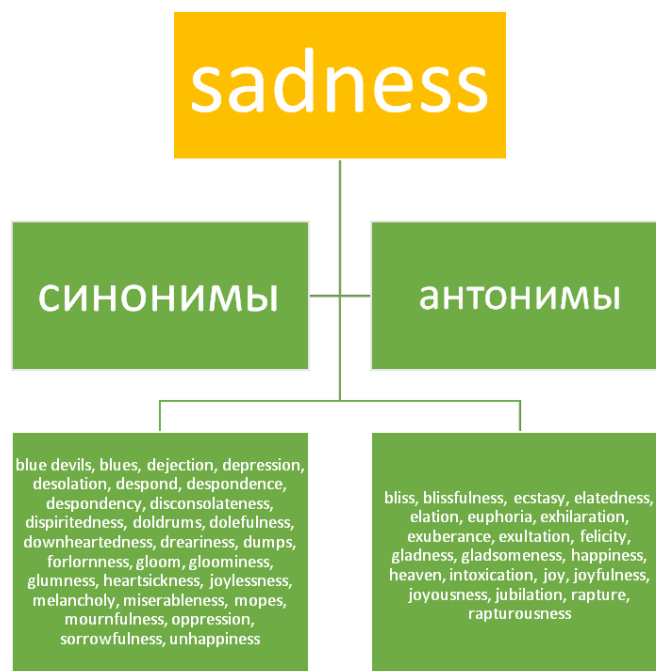 sadness
синонимы
антонимы
blue devils, blues, dejection, depression,
desolation, despond, despondence,
despondency, disconsolateness,
dispiritedness, doldrums, dolefulness,
downheartedness, dreariness, dumps,
forlornness, gloom, gloominess,
glumness, heartsickness, joylessness,
melancholy, miserableness, mopes,
mournfulness, oppression,
sorrowfulness, unhappiness
bliss, blissfulness, ecstasy, elatedness,
elation, euphoria, exhilaration,
exuberance, exultation, felicity,
gladness, gladsomeness, happiness,
heaven, intoxication, joy, joyfulness,
joyousness, jubilation, rapture,
rapturousness